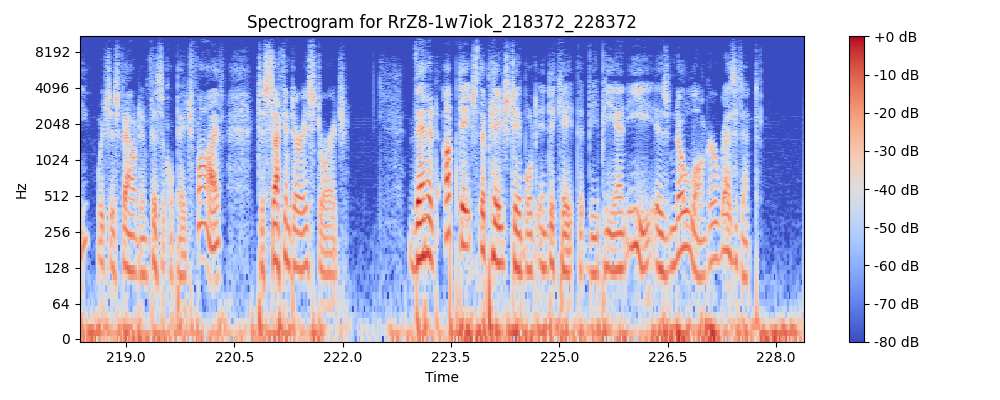 Spectrogram for RrZ8-1w7iok_218372_228372
8192
4096
2048
1024
512
256
128
64
0
Hz
219.0 220.5 222.0 223.5 225.0 226.5 228.0
Time
+0 dB
-10 dB
-20 dB
-30 dB
-40 dB
-50 dB
-60 dB
-70 dB
-80 dB